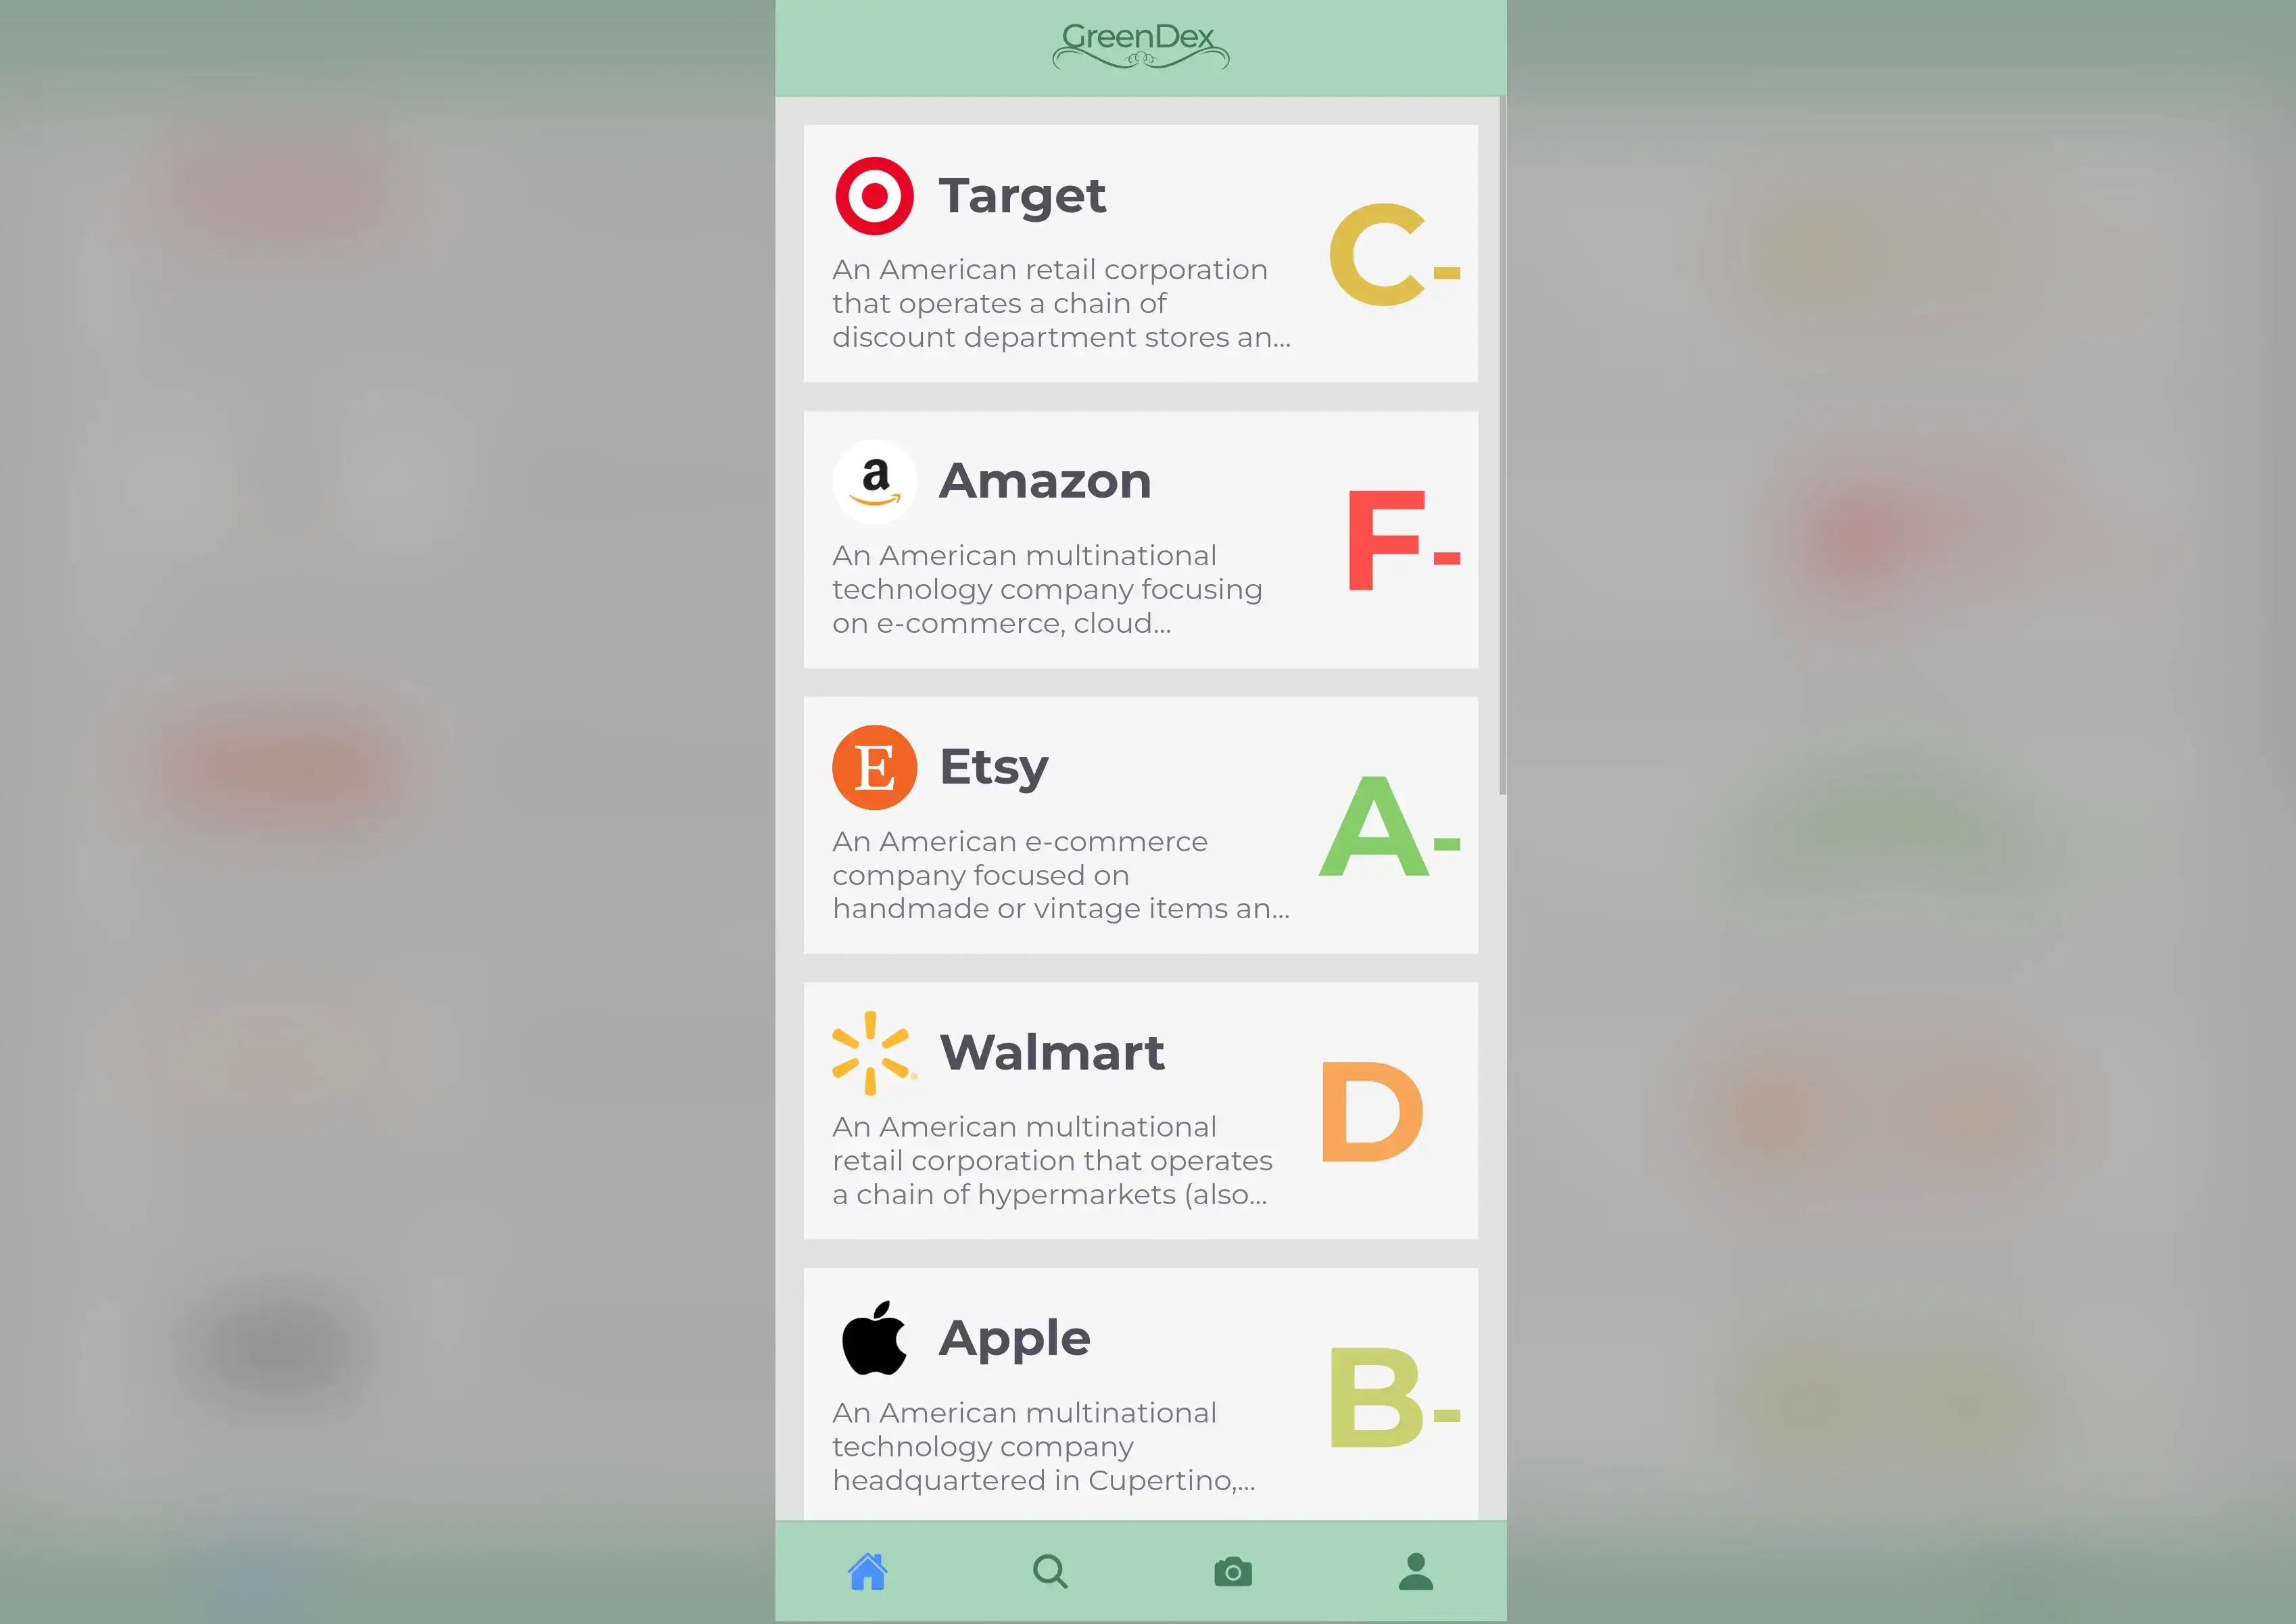 GreenDex
Target
C-
An American retail corporation
that operates a chain of
discount department stores an...
a
Amazon
F-
An American multinational
technology company focusing
on e-commerce, cloud...
E
Etsy
A-
An American e-commerce
company focused on
handmade or vintage items an...
®
Walmart
D
An American multinational
retail corporation that operates
a chain of hypermarkets (also...
Apple
B-
An American multinational
technology company
headquartered in Cupertino,...